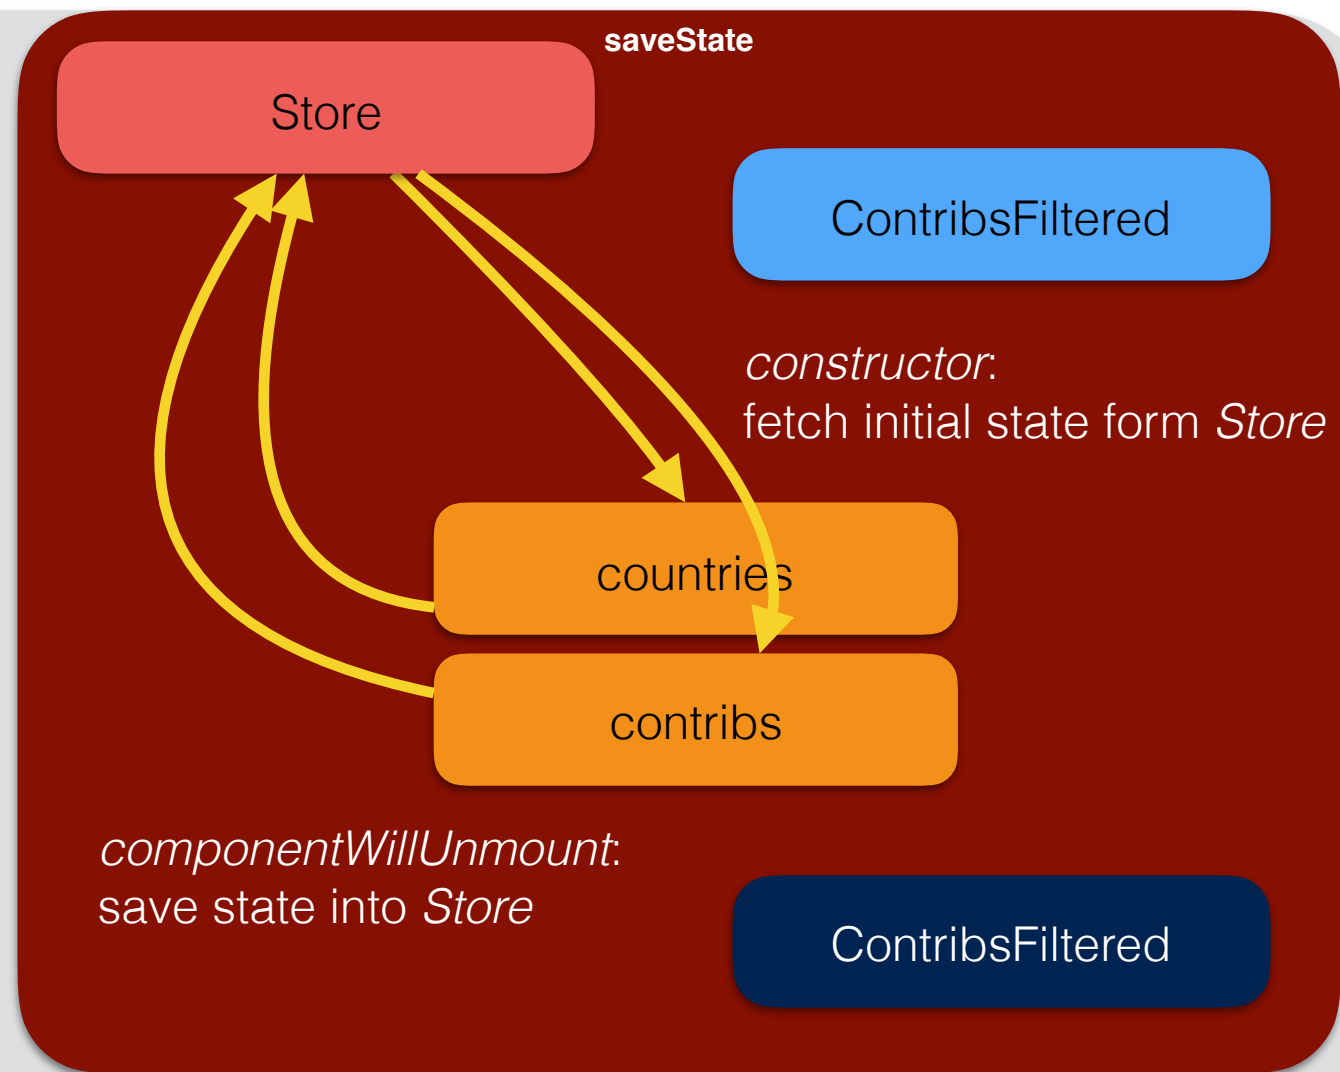 saveState
Store
ContribsFiltered
constructor:
fetch initial state form Store
countries
contribs
componentWillUnmount:
save state into Store
ContribsFiltered